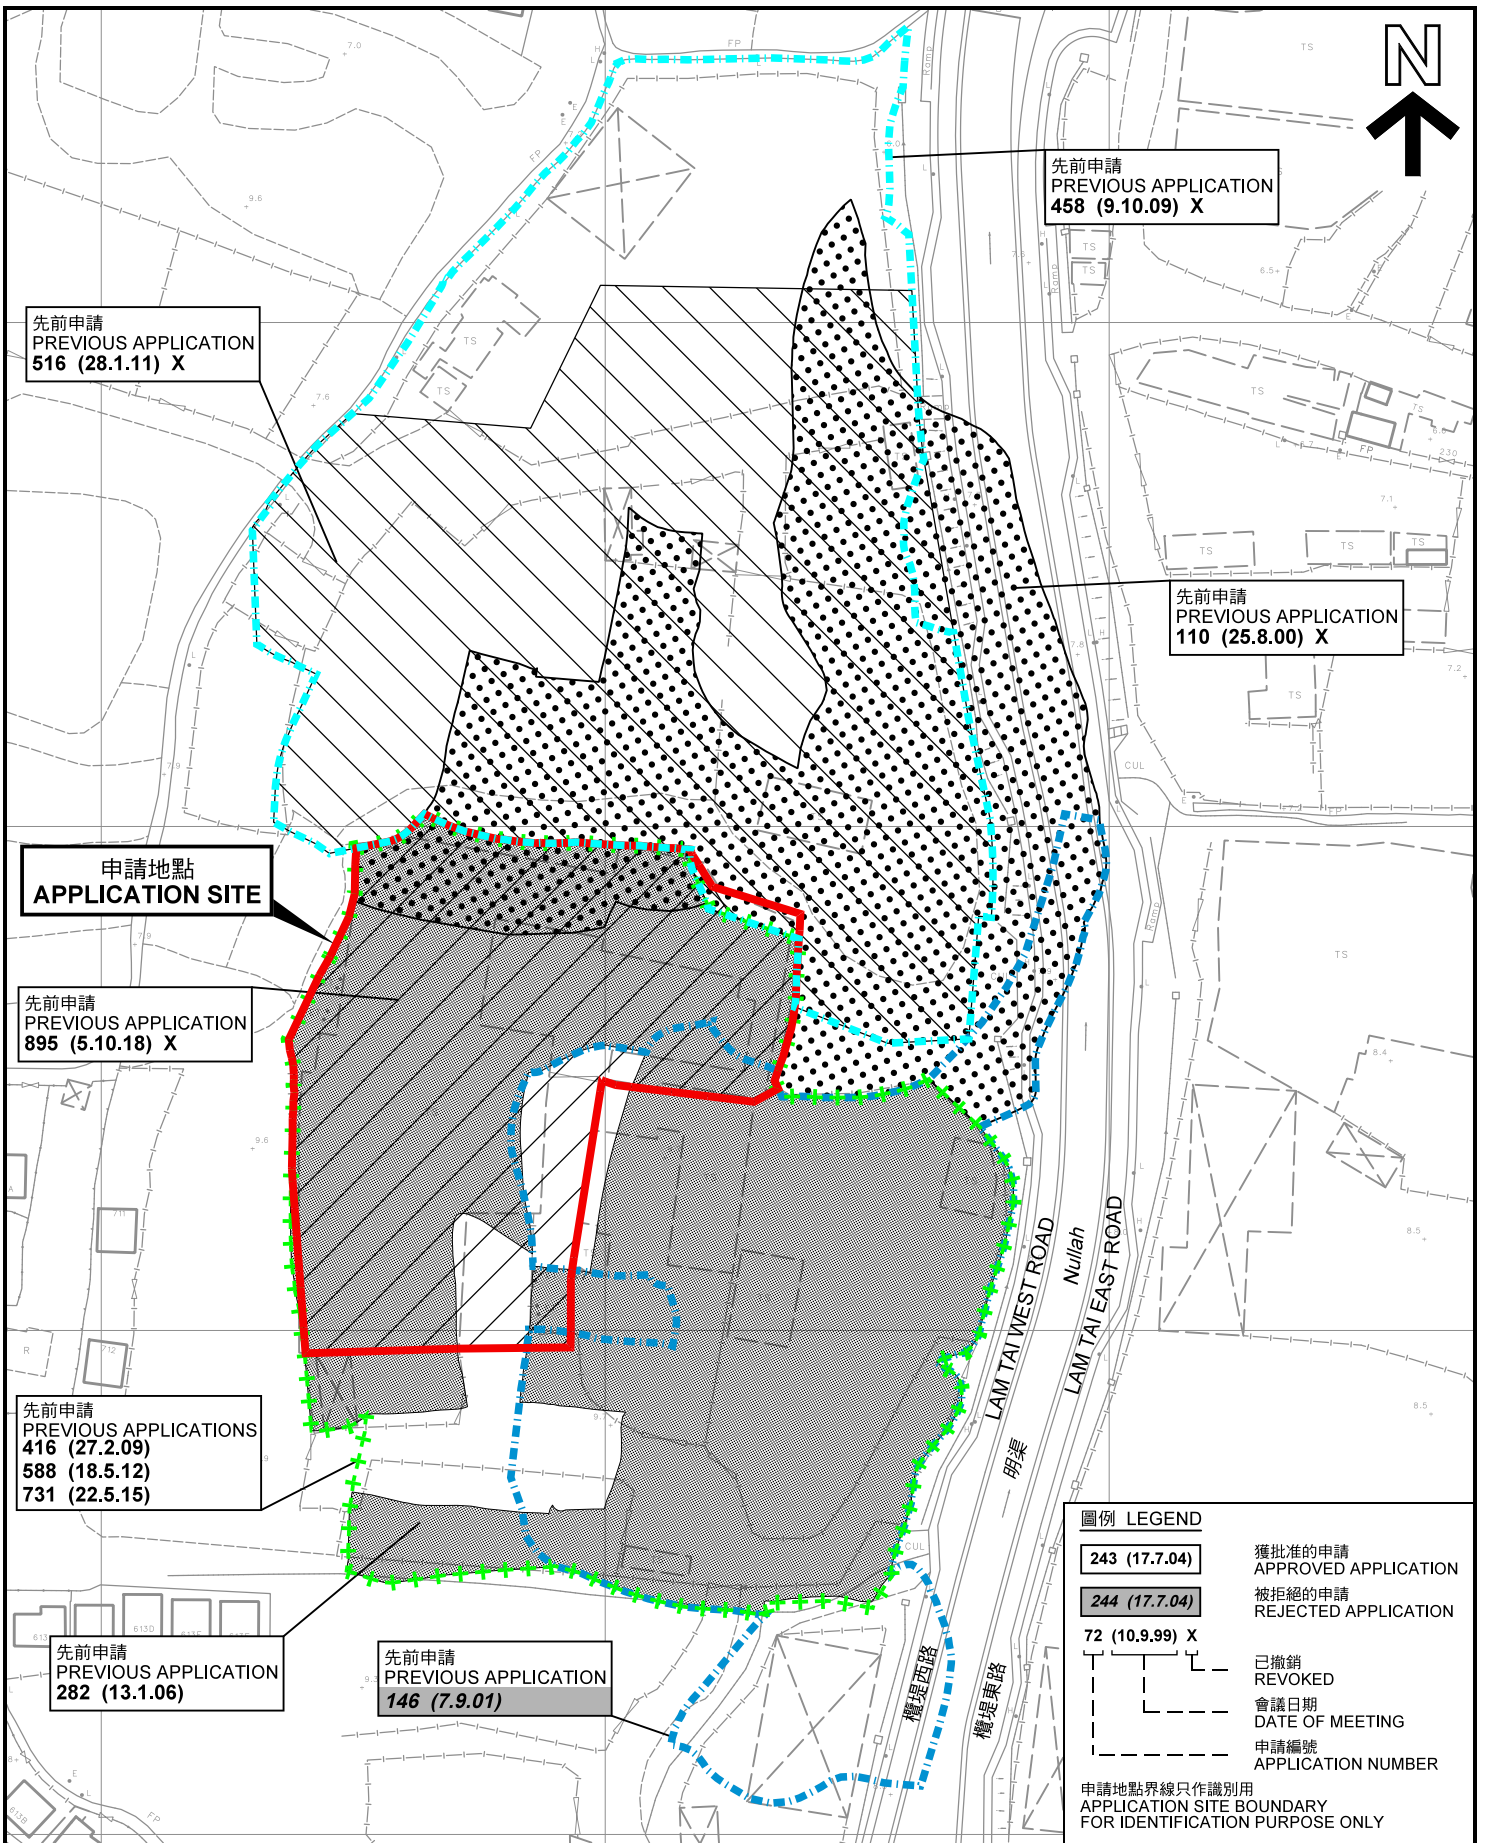 N
先前申請
PREVIOUS APPLICATION
458 (9.10.09) X
先前申請
PREVIOUS APPLICATION
516 (28.1.11) X
先前申請
PREVIOUS APPLICATION
110 (25.8.00) X
申請地點
APPLICATION SITE
先前申請
PREVIOUS APPLICATION
895 (5.10.18) X
先前申請
PREVIOUS APPLICATIONS
416 (27.2.09)
588 (18.5.12)
731 (22.5.15)
先前申請
PREVIOUS APPLICATION
282 (13.1.06)
先前申請
PREVIOUS APPLICATION
146 (7.9.01)
LAM TAI WEST ROAD
Nullah
LAM TAI EAST ROAD
明渠
欖堤西路
欖堤東路
圖例 LEGEND
243 (17.7.04)
獲批准的申請
APPROVED APPLICATION
244 (17.7.04)
被拒絕的申請
REJECTED APPLICATION
72 (10.9.99) X
已撤銷
REVOKED
會議日期
DATE OF MEETING
申請編號
APPLICATION NUMBER
申請地點界線只作識別用
APPLICATION SITE BOUNDARY
FOR IDENTIFICATION PURPOSE ONLY